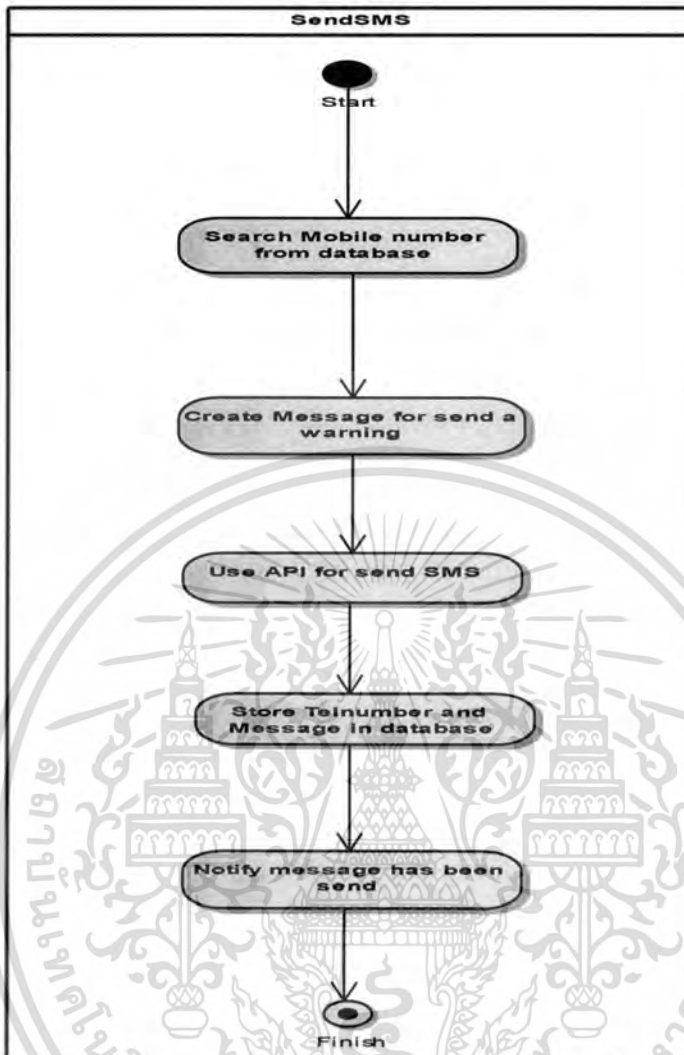 SendSMS
Start
Search Mobile number
from database
Create Message for send a
warning
Use API for send SMS
Store Telnumber and
Message in database
Notify message has been
send
Finish